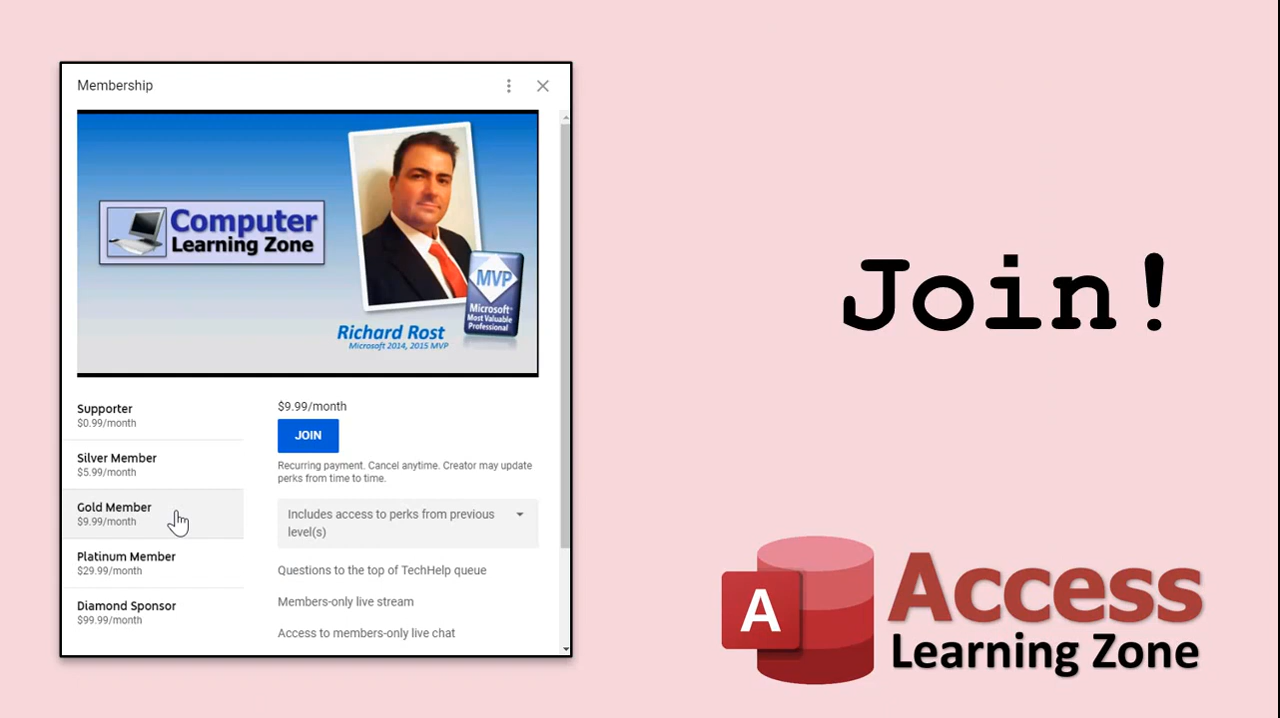 Membership
Computer
Learning Zone
MVP
Microsoft®
Most Valuable
Professional
Richard Rost
Microsoft 2014, 2015 MVP
Supporter
$0.99/month
Silver Member
$5.99/month
Gold Member
$9.99/month
Platinum Member
$29.99/month
Diamond Sponsor
$99.99/month
$9.99/month
JOIN
Recurring payment. Cancel anytime. Creator may update
perks from time to time.
Includes access to perks from previous
level(s)
Questions to the top of TechHelp queue
Members-only live stream
Access to members-only live chat
Join!
A
Access
Learning Zone